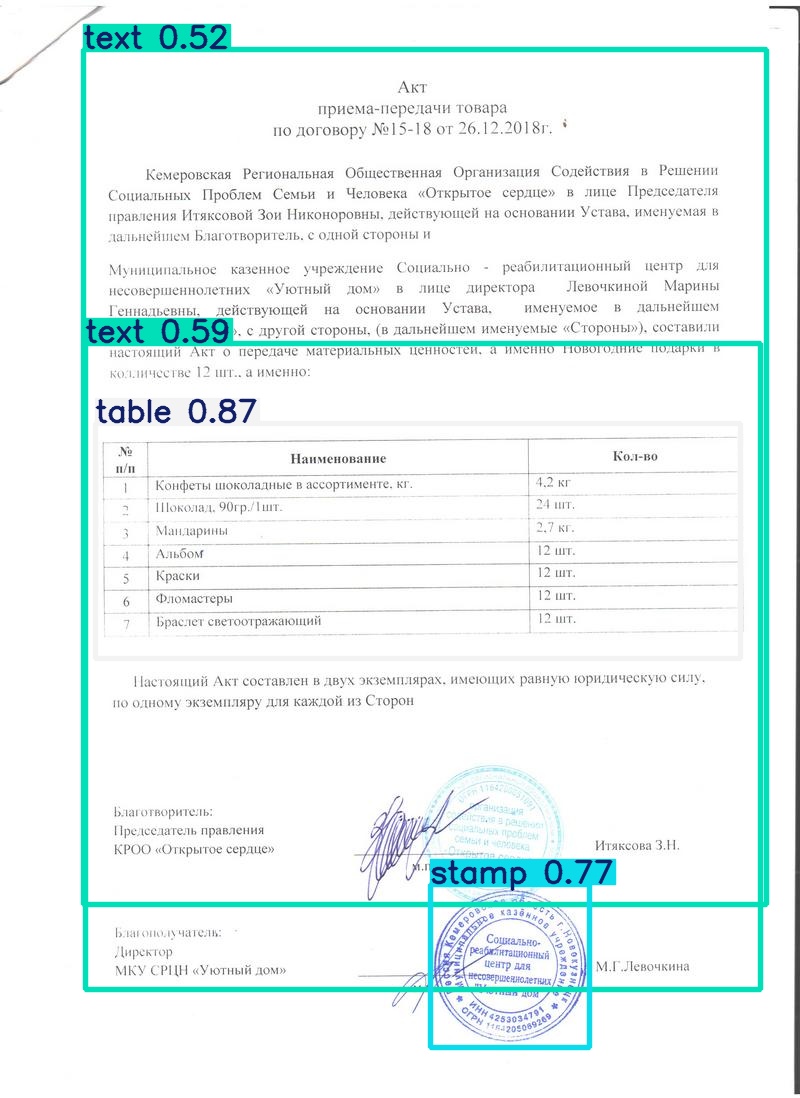 text 0.52
Акт
приема-передачи товара
по договору №15-18 от 26.12.2018г.
Кемеровская Региональная Общественная Организация Содействия в Решении
Социальных Проблем Семьи и Человека «Открытое сердце» в лице Председателя
правления Итяксовой Зои Никоноровны, действующей на основании Устава, именуемая в
дальнейшем Благотворитель, с одной стороны и
Муниципальное казенное учреждение Социально - реабилитационный центр для
несовершеннолетних «Уютный дом» в лице директора Левочкиной Марины
Геннадьевны, действующей на основании Устава, именуемое в дальнейшем
text 0.59
», с другой стороны, (в дальнейшем именуемые «Стороны»), составили
настоящий Акт о передаче материальных ценностей, а именно Новогодние подарки в
колличестве 12 шт., а именно:
table 0.87
№ п/п Наименование Кол-во
1 Конфеты шоколадные в ассортименте, кг. 4,2 кг
2 Шоколад, 90гр./1шт. 24 шт.
3 Мандарины 2,7 кг.
4 Альбом 12 шт.
5 Краски 12 шт.
6 Фломастеры 12 шт.
7 Браслет светоотражающий 12 шт.
Настоящий Акт составлен в двух экземплярах, имеющих равную юридическую силу,
по одному экземпляру для каждой из Сторон
Благотворитель:
Председатель правления
КРОО «Открытое сердце»
Итяксова З.Н.
организация
содействия в решении
социальных проблем
семьи и человека
Открытое сердце
stamp 0.77
Благополучатель:
Директор
МКУ СРЦН «Уютный дом»
М.Г.Левочкина
Муниципальное казённое учреждение
Социально-
реабилитационный
центр для
несовершеннолетних
"Уютный дом"
ИНН 4253034791
ОГРН 1164205069269